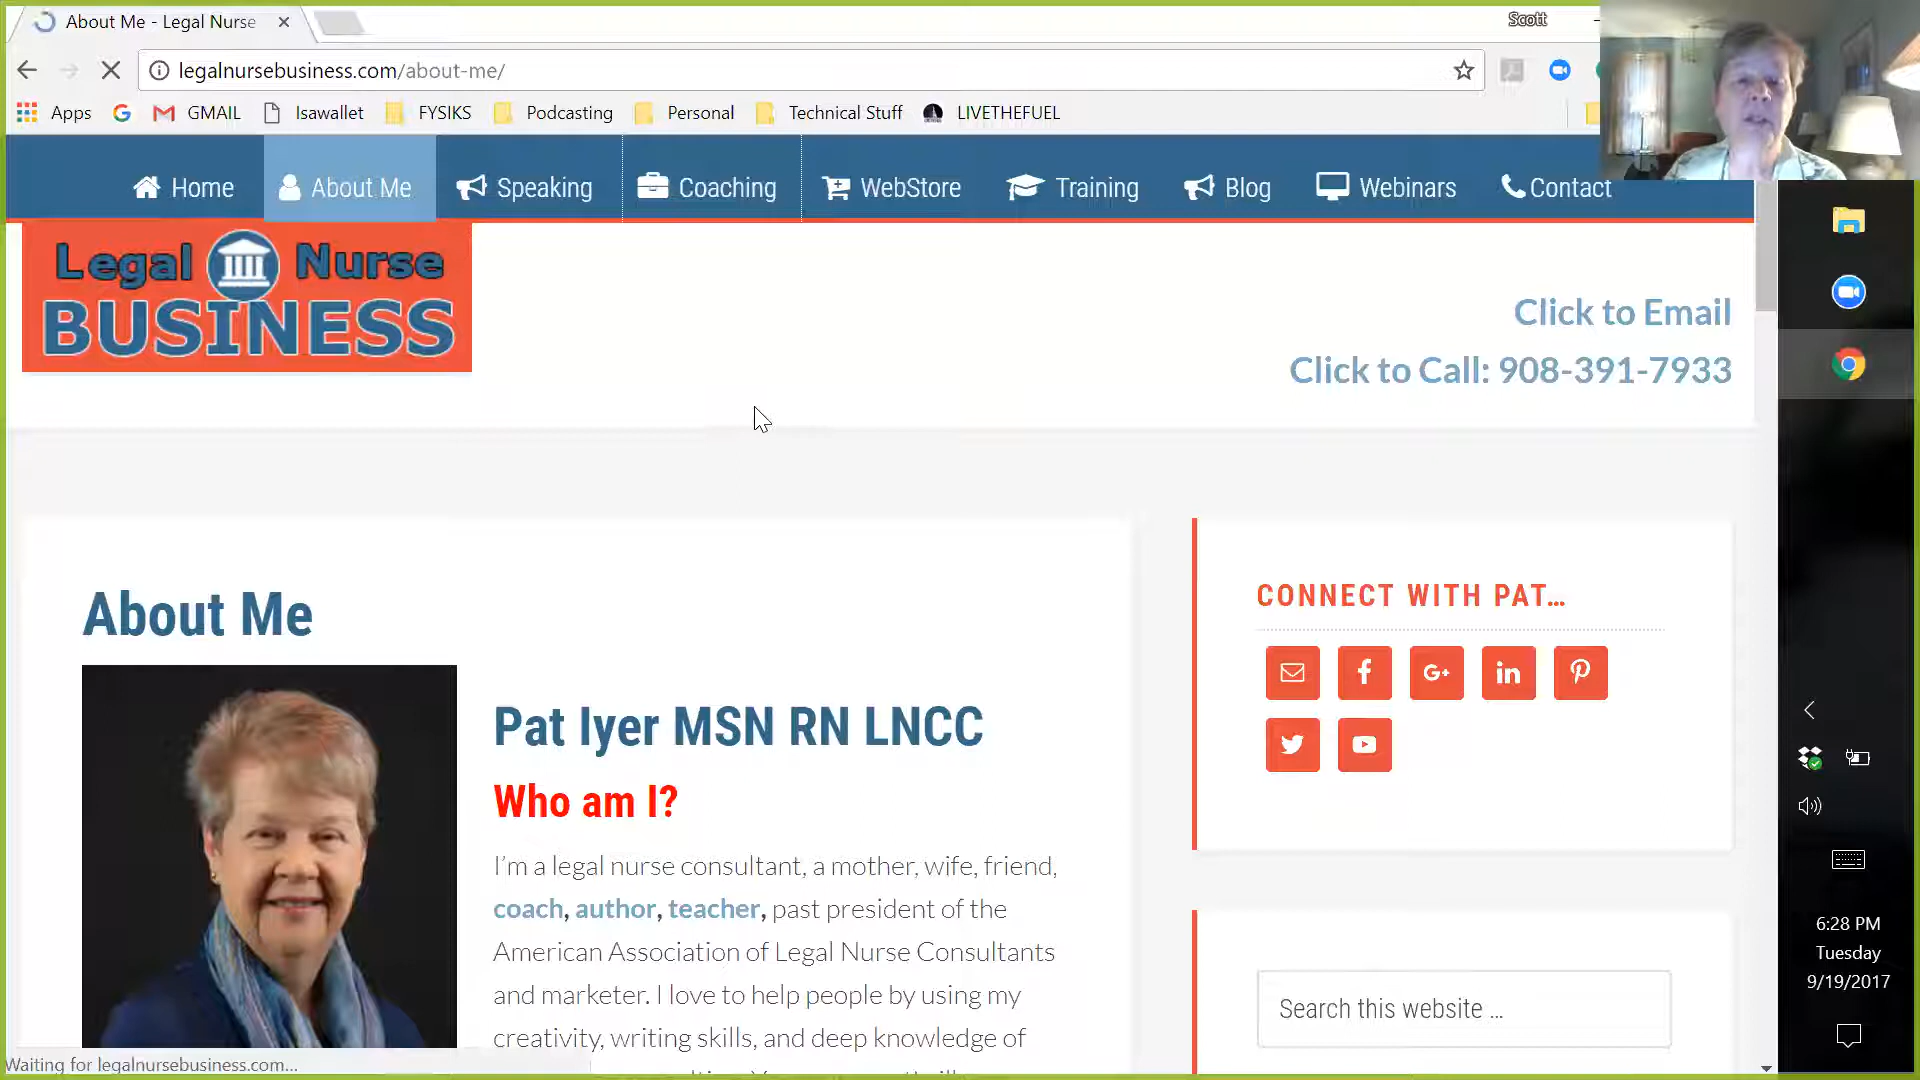 About Me - Legal Nurse
Scott
legalnursebusiness.com/about-me/
Apps GMAIL Isawallet FYSIKS Podcasting Personal Technical Stuff LIVETHEFUEL
Home About Me Speaking Coaching WebStore Training Blog Webinars Contact
Legal Nurse
BUSINESS
Click to Email
Click to Call: 908-391-7933
About Me
CONNECT WITH PAT...
Pat Iyer MSN RN LNCC
Who am I?
I'm a legal nurse consultant, a mother, wife, friend,
coach, author, teacher, past president of the
American Association of Legal Nurse Consultants
and marketer. I love to help people by using my
creativity, writing skills, and deep knowledge of
Search this website ...
6:28 PM
Tuesday
9/19/2017
Waiting for legalnursebusiness.com...